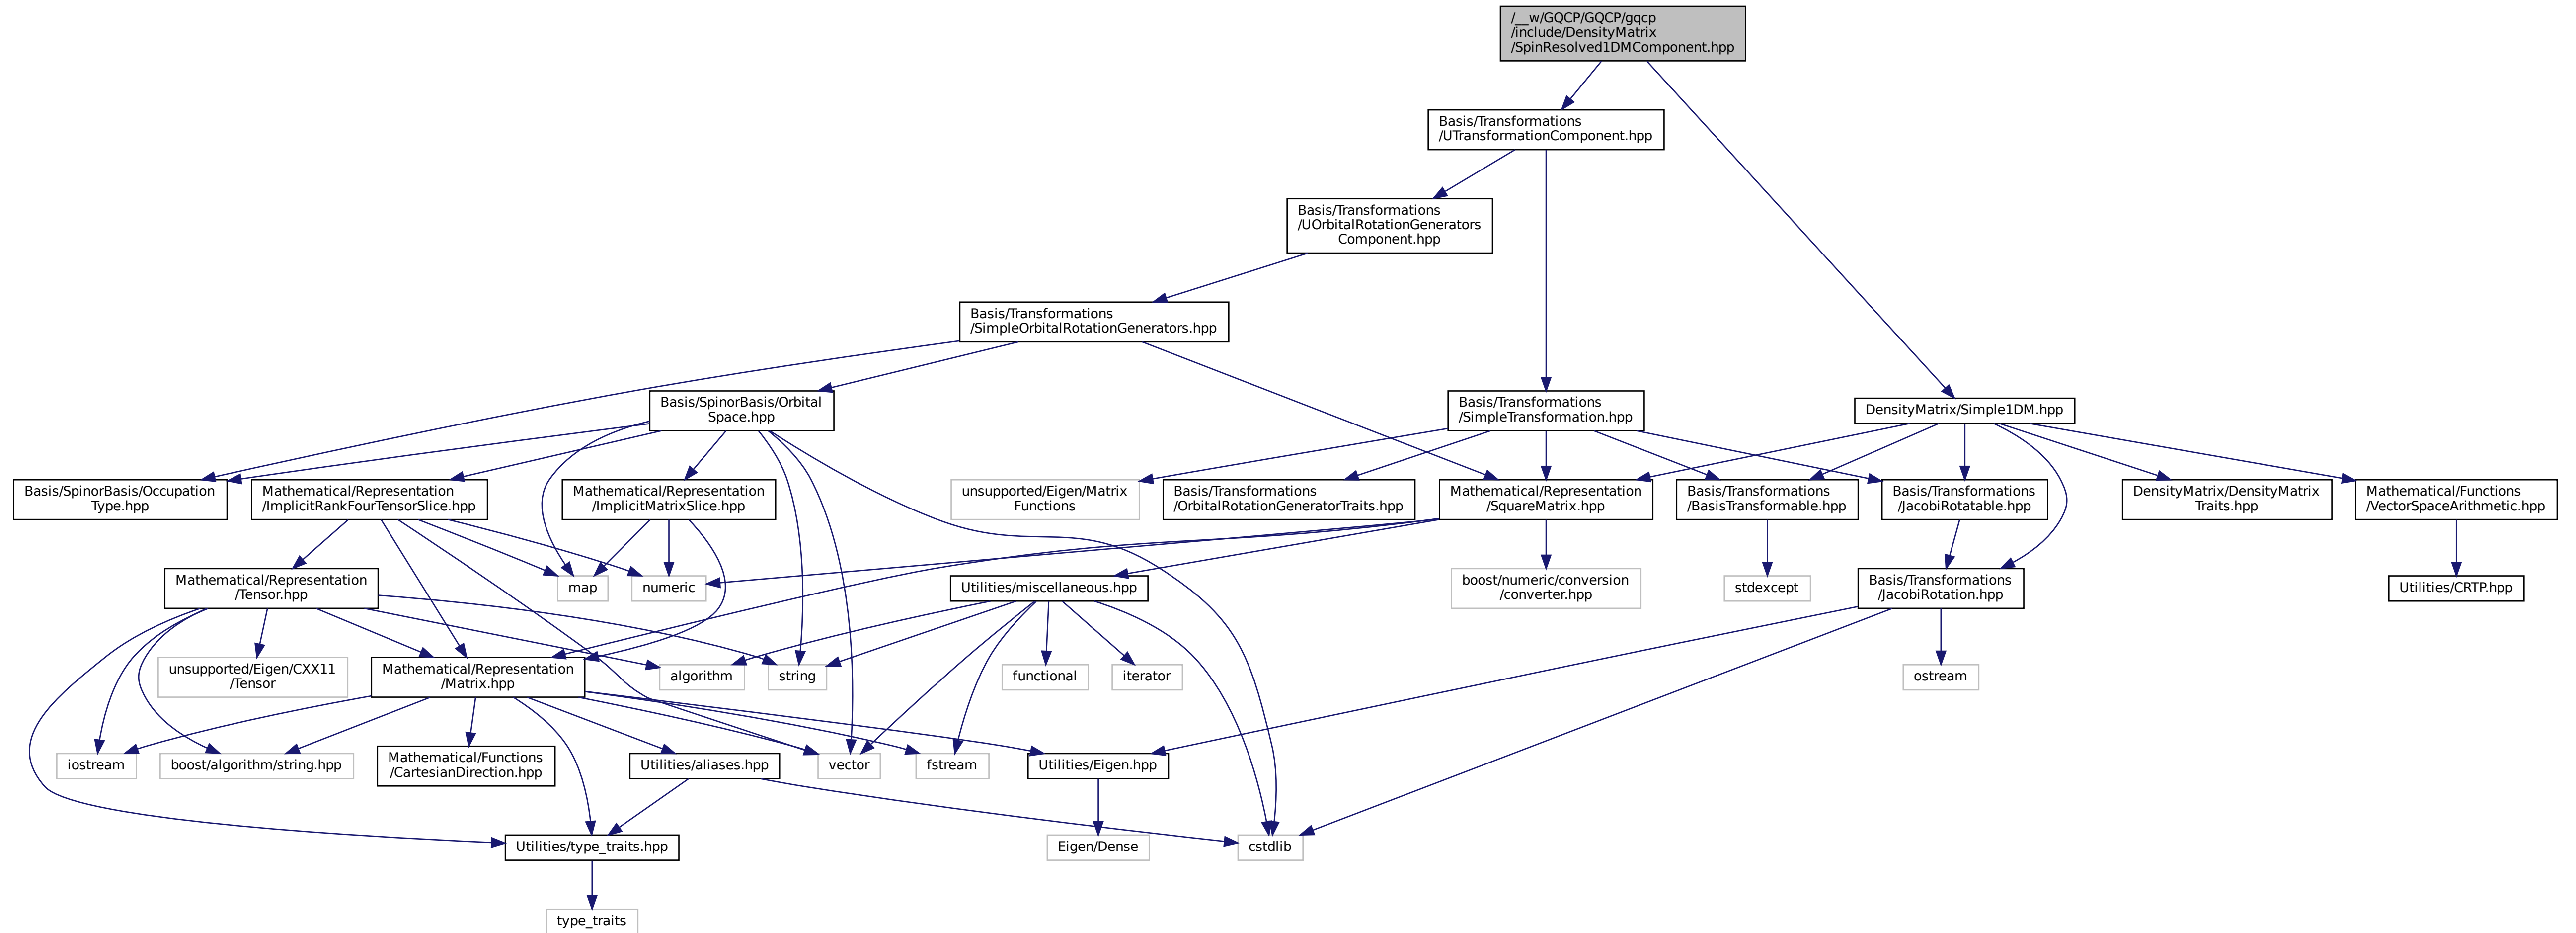 /__w/GQCP/GQCP/gqcp
/include/DensityMatrix
/SpinResolved1DMComponent.hpp
Basis/Transformations
/UTransformationComponent.hpp
Basis/Transformations
/UOrbitalRotationGenerators
Component.hpp
Basis/Transformations
/SimpleOrbitalRotationGenerators.hpp
Basis/SpinorBasis/Orbital
Space.hpp
Basis/Transformations
/SimpleTransformation.hpp
DensityMatrix/Simple1DM.hpp
Basis/SpinorBasis/Occupation
Type.hpp
Mathematical/Representation
/ImplicitRankFourTensorSlice.hpp
Mathematical/Representation
/ImplicitMatrixSlice.hpp
unsupported/Eigen/Matrix
Functions
Basis/Transformations
/OrbitalRotationGeneratorTraits.hpp
Mathematical/Representation
/SquareMatrix.hpp
Basis/Transformations
/BasisTransformable.hpp
Basis/Transformations
/JacobiRotatable.hpp
DensityMatrix/DensityMatrix
Traits.hpp
Mathematical/Functions
/VectorSpaceArithmetic.hpp
Mathematical/Representation
/Tensor.hpp
map
numeric
Utilities/miscellaneous.hpp
boost/numeric/conversion
/converter.hpp
stdexcept
Basis/Transformations
/JacobiRotation.hpp
Utilities/CRTP.hpp
unsupported/Eigen/CXX11
/Tensor
Mathematical/Representation
/Matrix.hpp
algorithm
string
functional
iterator
ostream
iostream
boost/algorithm/string.hpp
Mathematical/Functions
/CartesianDirection.hpp
Utilities/aliases.hpp
vector
fstream
Utilities/Eigen.hpp
Utilities/type_traits.hpp
Eigen/Dense
cstdlib
type_traits